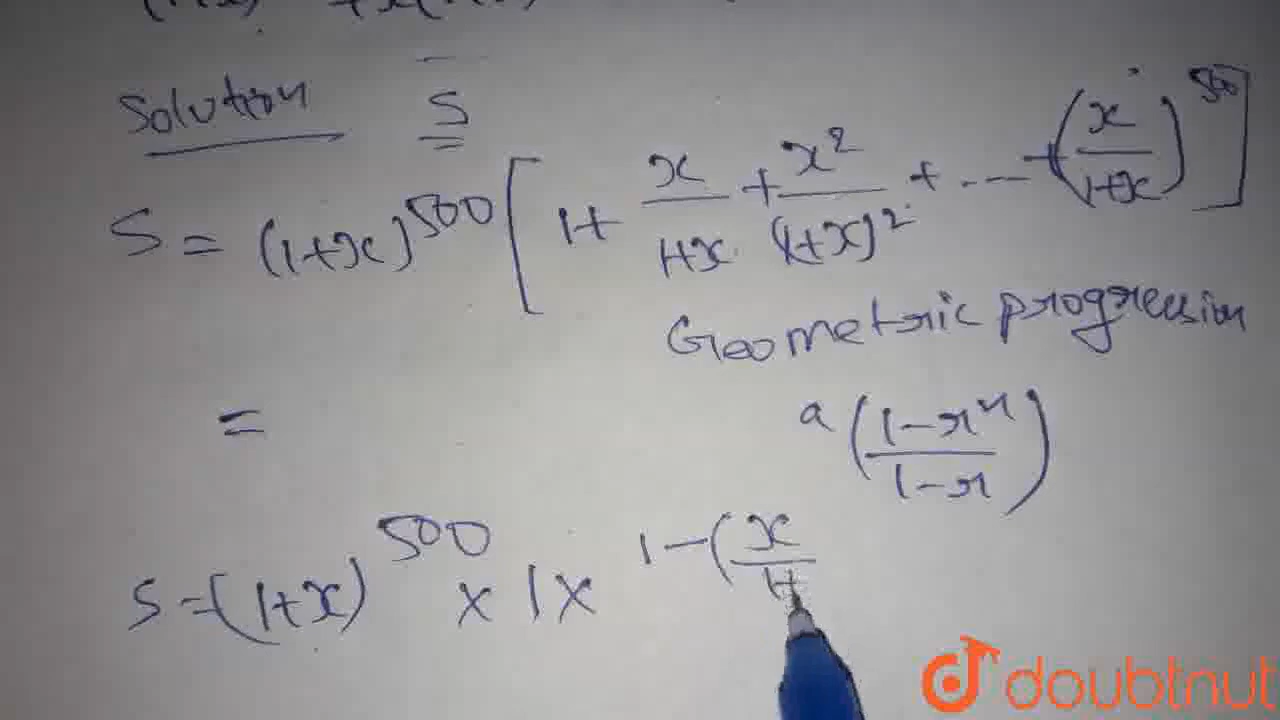 Solution S
S = (1+x)^500 [ 1 + x/1+x + x^2/(1+x)^2 + ..... + (x/1+x)^500 ]
Geometric progression
= a (1-r^n/1-r)
S = (1+x)^500 x 1 x 1-(x/1+
doubtnut